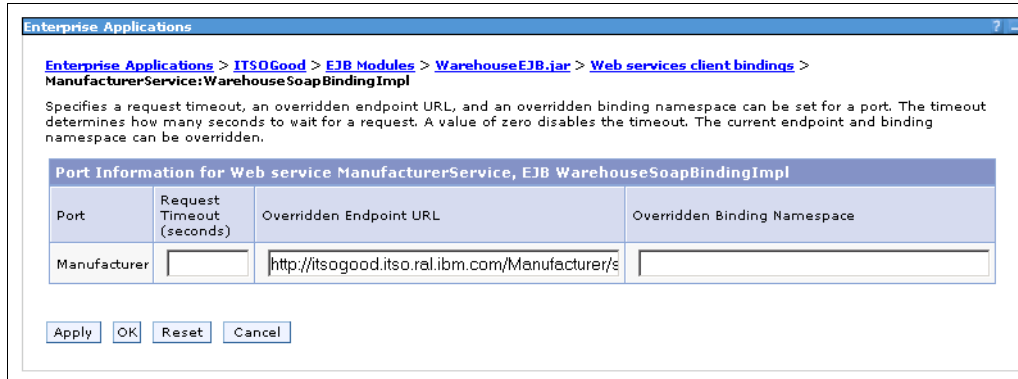 Enterprise Applications ? –
Enterprise Applications > ITSOGood > EJB Modules > WarehouseEJB.jar > Web services client bindings >
ManufacturerService:WarehouseSoapBindingImpl
Specifies a request timeout, an overridden endpoint URL, and an overridden binding namespace can be set for a port. The timeout
determines how many seconds to wait for a request. A value of zero disables the timeout. The current endpoint and binding
namespace can be overridden.
Port Information for Web service ManufacturerService, EJB WarehouseSoapBindingImpl
Port
Request
Timeout
(seconds)
Overridden Endpoint URL
Overridden Binding Namespace
Manufacturer
http://itsogood.itso.ral.ibm.com/Manufacturer/s
Apply OK Reset Cancel